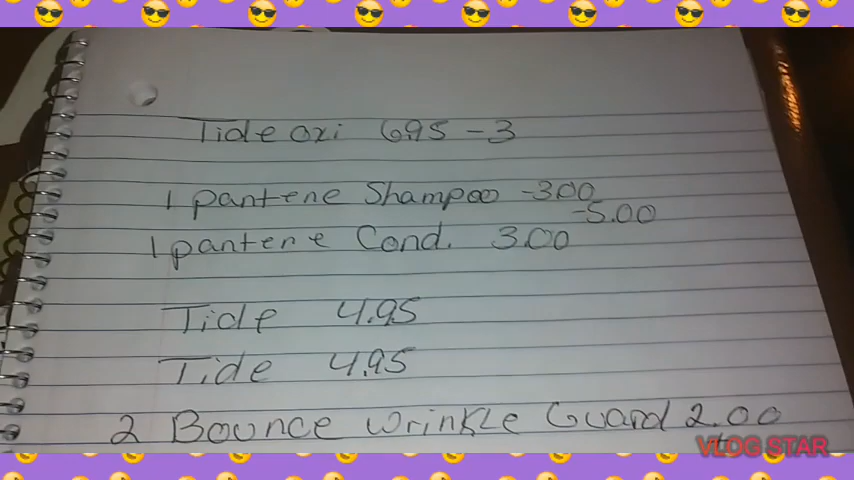 Tide oxi 6.95 - 3
1 pantene Shampoo - 3.00
- 5.00
1 pantene Cond. 3.00
Tide 4.95
Tide 4.95
2 Bounce Wrinkle Guard 2.00
VLOG STAR